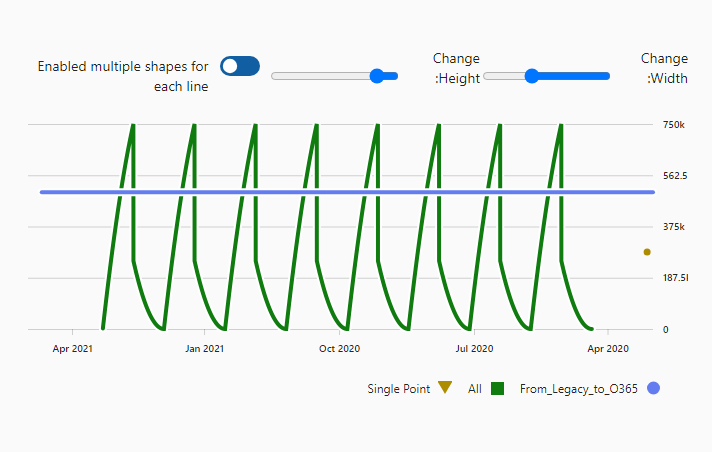 Enabled multiple shapes for
each line
Change
:Height
Change
:Width
750k
562.5
375k
187.5l
0
Apr 2021
Jan 2021
Oct 2020
Jul 2020
Apr 2020
Single Point
All
From_Legacy_to_O365